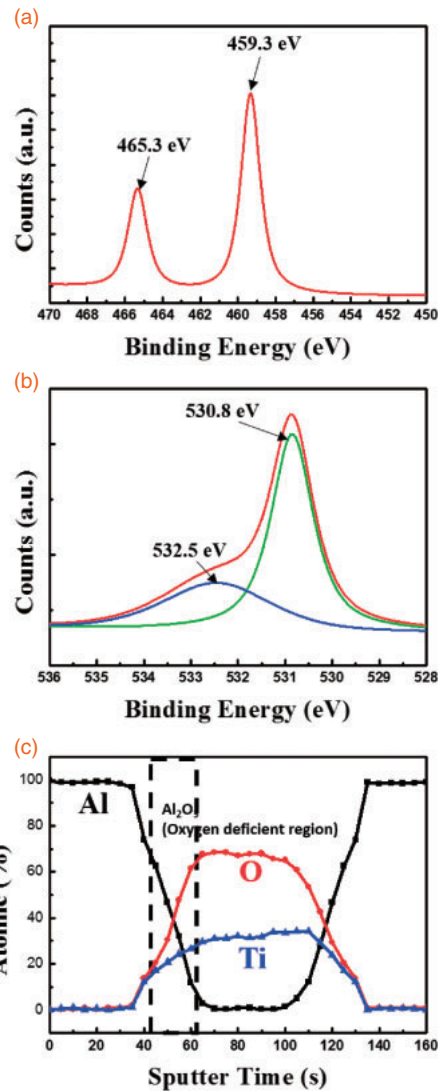 (a)
459.3 eV
465.3 eV
Counts (a.u.)
470 468 466 464 462 460 458 456 454 452 450
Binding Energy (eV)
(b)
530.8 eV
532.5 eV
Counts (a.u.)
536 535 534 533 532 531 530 529 528
Binding Energy (eV)
(c)
100
80
60
40
20
0
Al
Al₂O
(Oxygen deficient region)
O
Ti
Atomic (%)
0 20 40 60 80 100 120 140 160
Sputter Time (s)